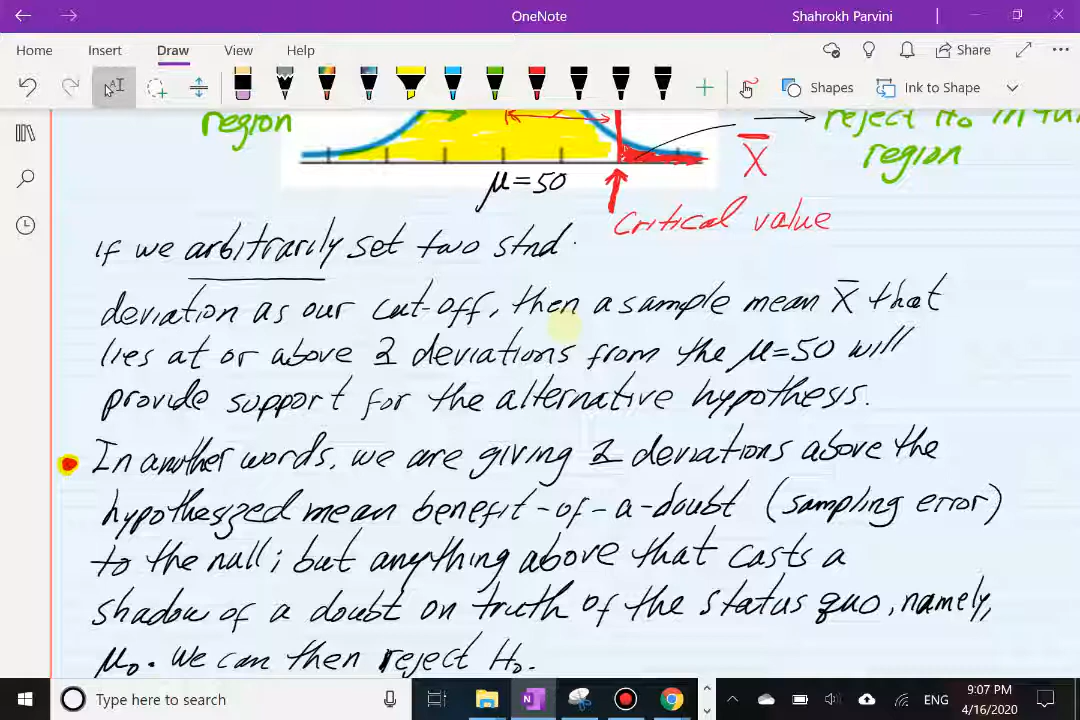 OneNote
Shahrokh Parvini
Home Insert Draw View Help
Share
Shapes
Ink to Shape
region
reject H₀ in
region
X̄
μ=50
Critical value
If we arbitrarily set two stnd.
deviation as our cut-off, then a sample mean X̄ that
lies at or above 2 deviations from the μ=50 will
provide support for the alternative hypothesis.
In another words, we are giving 2 deviations above the
hypothesized mean benefit-of-a-doubt (sampling error)
to the null; but anything above that casts a
shadow of a doubt on truth of the status quo, namely,
μ₀. We can then reject H₀.
Type here to search
ENG
9:07 PM
4/16/2020